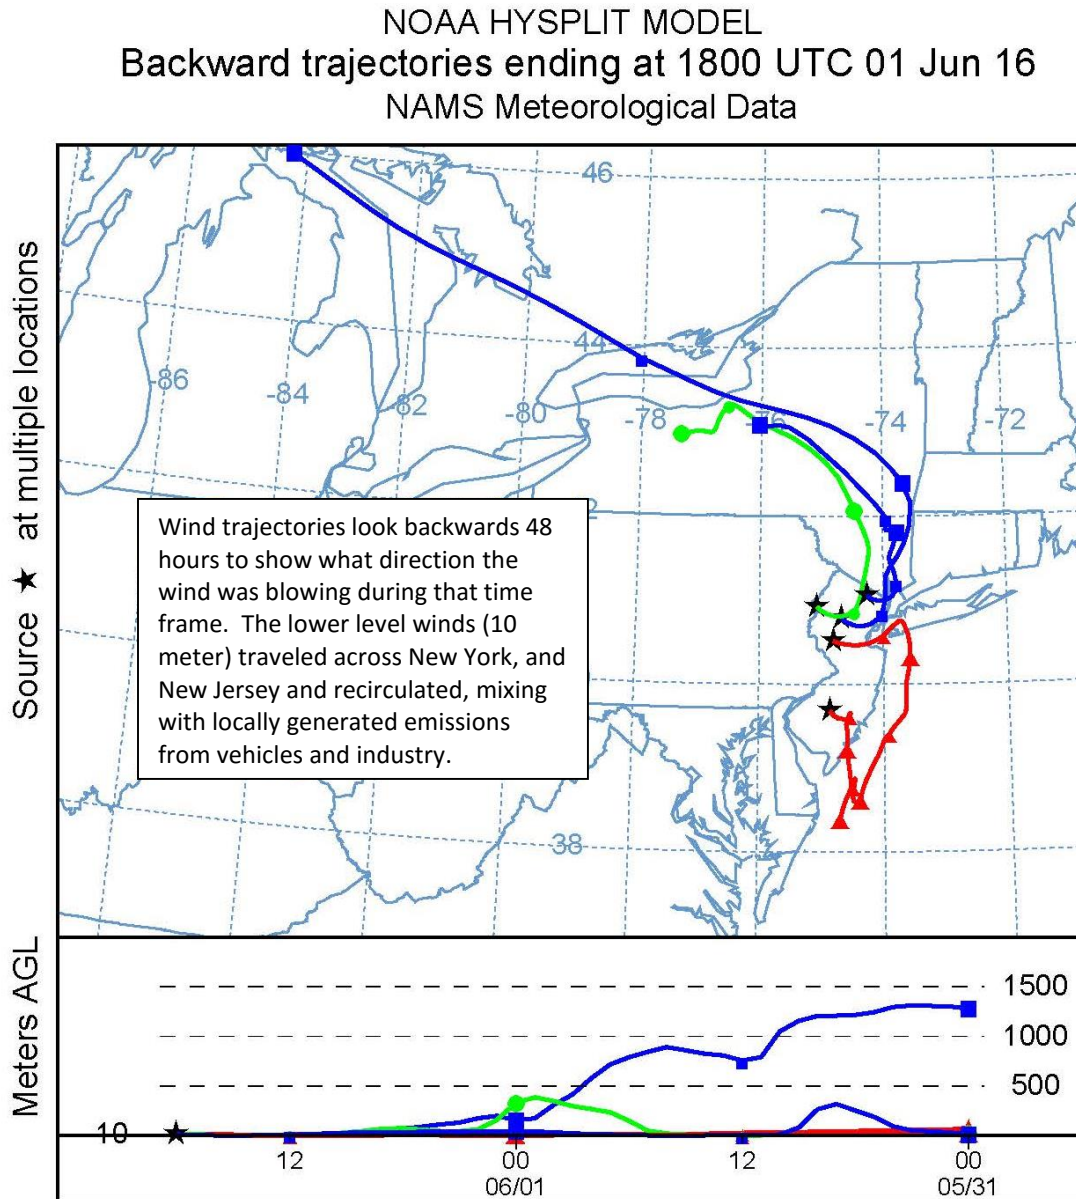 NOAA HYSPLIT MODEL
Backward trajectories ending at 1800 UTC 01 Jun 16
NAMS Meteorological Data
Source ★ at multiple locations
46
44
-86
-84
-82
-80
-78
-76
-74
-72
2
38
Wind trajectories look backwards 48
hours to show what direction the
wind was blowing during that time
frame. The lower level winds (10
meter) traveled across New York, and
New Jersey and recirculated, mixing
with locally generated emissions
from vehicles and industry.
Meters AGL
1500
1000
500
10
12 00 12 00
06/01 05/31